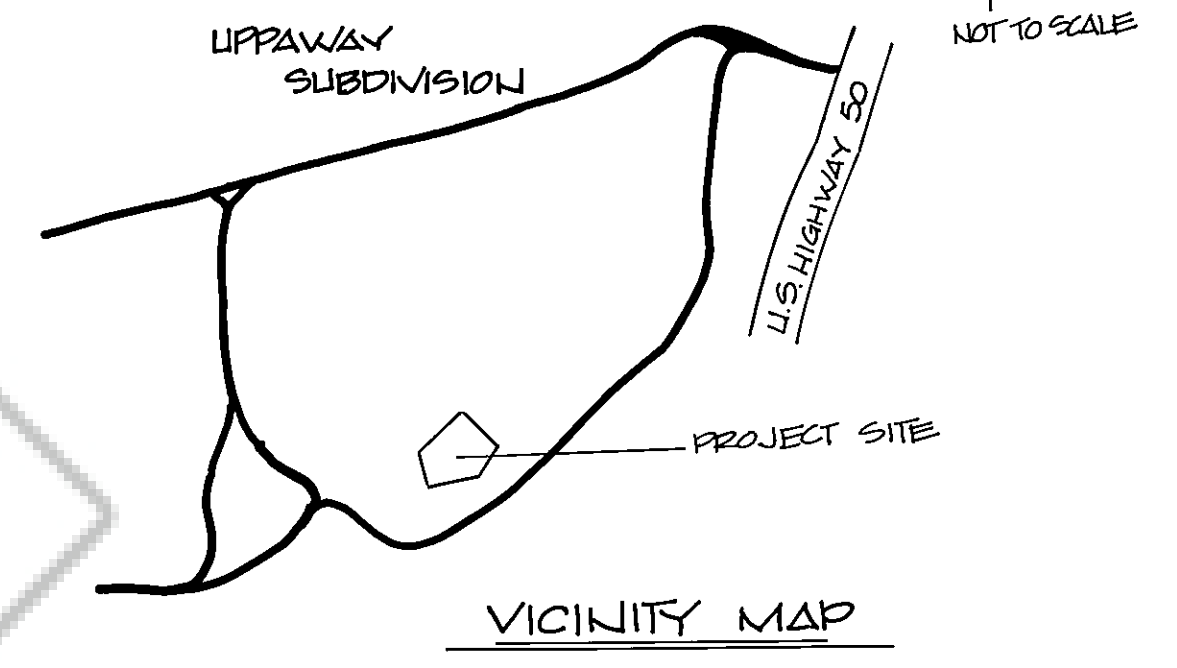 UPPAWAY
SUBDIVISION
NOT TO SCALE
U.S. HIGHWAY 50
PROJECT SITE
VICINITY MAP